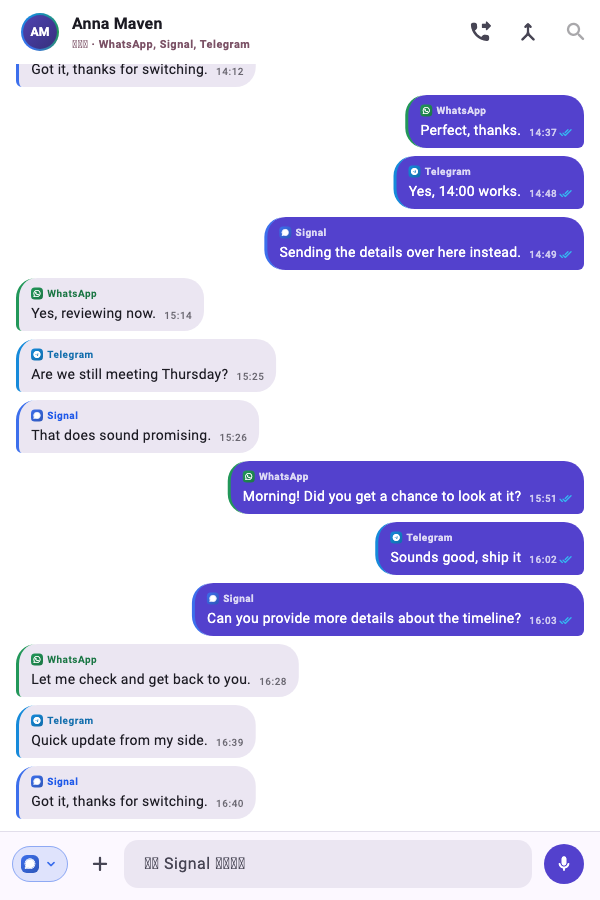 AM
Anna Maven
· WhatsApp, Signal, Telegram
Got it, thanks for switching. 14:12
WhatsApp
Perfect, thanks. 14:37
Telegram
Yes, 14:00 works. 14:48
Signal
Sending the details over here instead. 14:49
WhatsApp
Yes, reviewing now. 15:14
Telegram
Are we still meeting Thursday? 15:25
Signal
That does sound promising. 15:26
WhatsApp
Morning! Did you get a chance to look at it? 15:51
Telegram
Sounds good, ship it 16:02
Signal
Can you provide more details about the timeline? 16:03
WhatsApp
Let me check and get back to you. 16:28
Telegram
Quick update from my side. 16:39
Signal
Got it, thanks for switching. 16:40
Signal